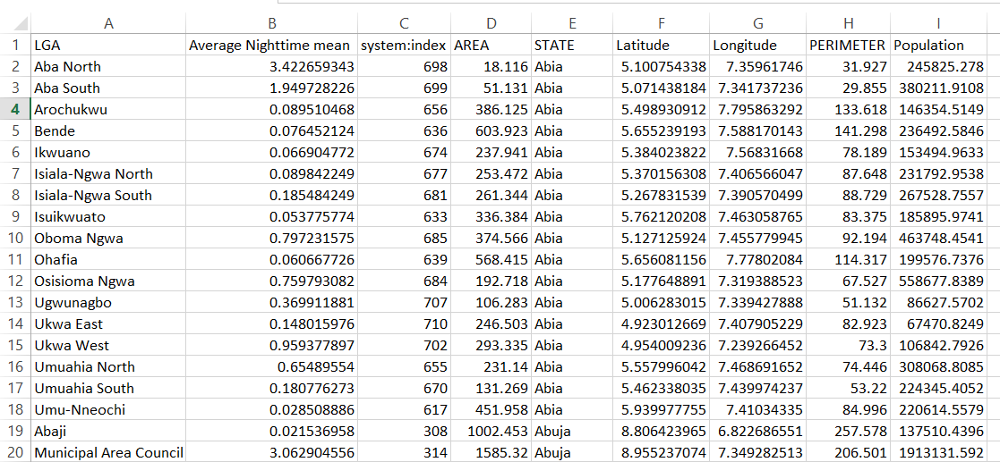 A B C D E F G H I
1 LGA Average Nighttime mean system:index AREA STATE Latitude Longitude PERIMETER Population
2 Aba North 3.422659343 698 18.116 Abia 5.100754338 7.35961746 31.927 245825.278
3 Aba South 1.949728226 699 51.131 Abia 5.071438184 7.341737236 29.855 380211.9108
4 Arochukwu 0.089510468 656 386.125 Abia 5.498930912 7.795863292 133.618 146354.5149
5 Bende 0.076452124 636 603.923 Abia 5.655239193 7.588170143 141.298 236492.5846
6 Ikwuano 0.066904772 674 237.941 Abia 5.384023822 7.56831668 78.189 153494.9633
7 Isiala-Ngwa North 0.089842249 677 253.472 Abia 5.370156308 7.406566047 87.648 231792.9538
8 Isiala-Ngwa South 0.185484249 681 261.344 Abia 5.267831539 7.390570499 88.729 267528.7557
9 Isuikwuato 0.053775774 633 336.384 Abia 5.762120208 7.463058765 83.375 185895.9741
10 Oboma Ngwa 0.797231575 685 374.566 Abia 5.127125924 7.455779945 92.194 463748.4541
11 Ohafia 0.060667726 639 568.415 Abia 5.656081156 7.77802084 114.317 199576.7376
12 Osisioma Ngwa 0.759793082 684 192.718 Abia 5.177648891 7.319388523 67.527 558677.8389
13 Ugwunagbo 0.369911881 707 106.283 Abia 5.006283015 7.339427888 51.132 86627.5702
14 Ukwa East 0.148015976 710 246.503 Abia 4.923012669 7.407905229 82.923 67470.8249
15 Ukwa West 0.959377897 702 293.335 Abia 4.954009236 7.239266452 73.3 106842.7926
16 Umuahia North 0.65489554 655 231.14 Abia 5.557996042 7.468691652 74.446 308068.8085
17 Umuahia South 0.180776273 670 131.269 Abia 5.462338035 7.439974237 53.22 224345.4052
18 Umu-Nneochi 0.028508886 617 451.958 Abia 5.939977755 7.41034335 84.996 220614.5579
19 Abaji 0.021536958 308 1002.453 Abuja 8.806423965 6.822686551 257.578 137510.4396
20 Municipal Area Council 3.062904556 314 1585.32 Abuja 8.955237074 7.349282513 206.501 1913131.592